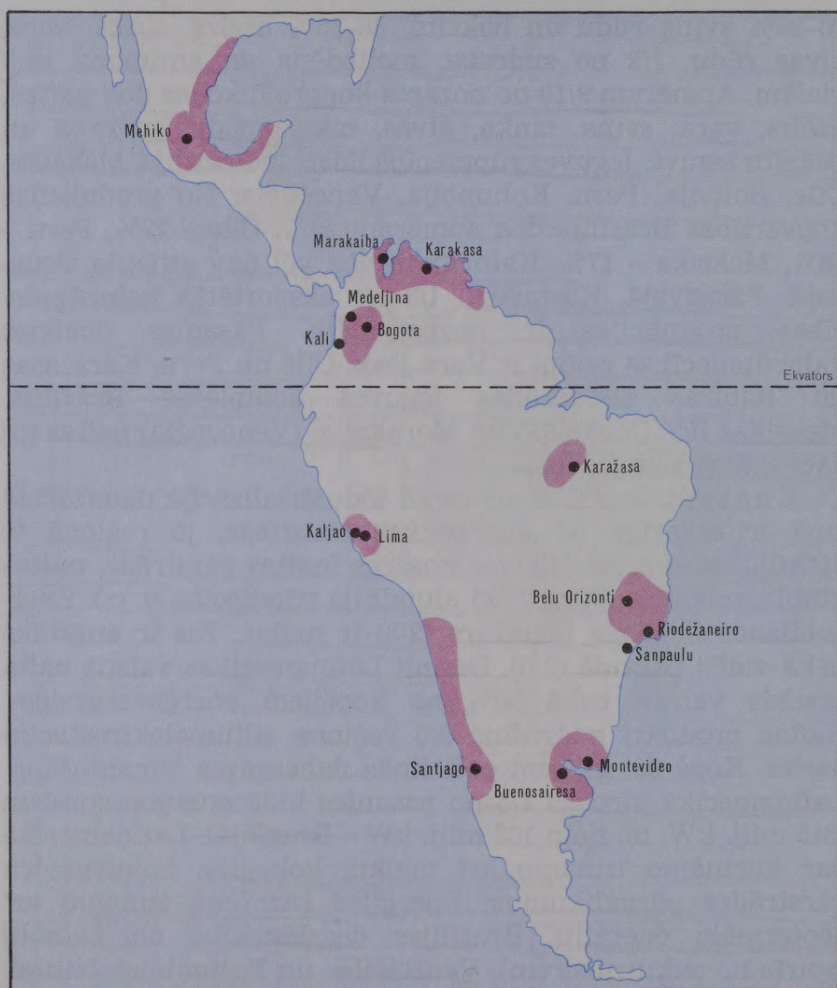 Mehiko
Marakaiba
Karakasa
Medeljina
Bogota
Kali
Ekvators
Karažasa
Kaljao
Lima
Belu Orizonti
Riodežaneiro
Sanpaulu
Santjago
Montevideo
Buenosairesa